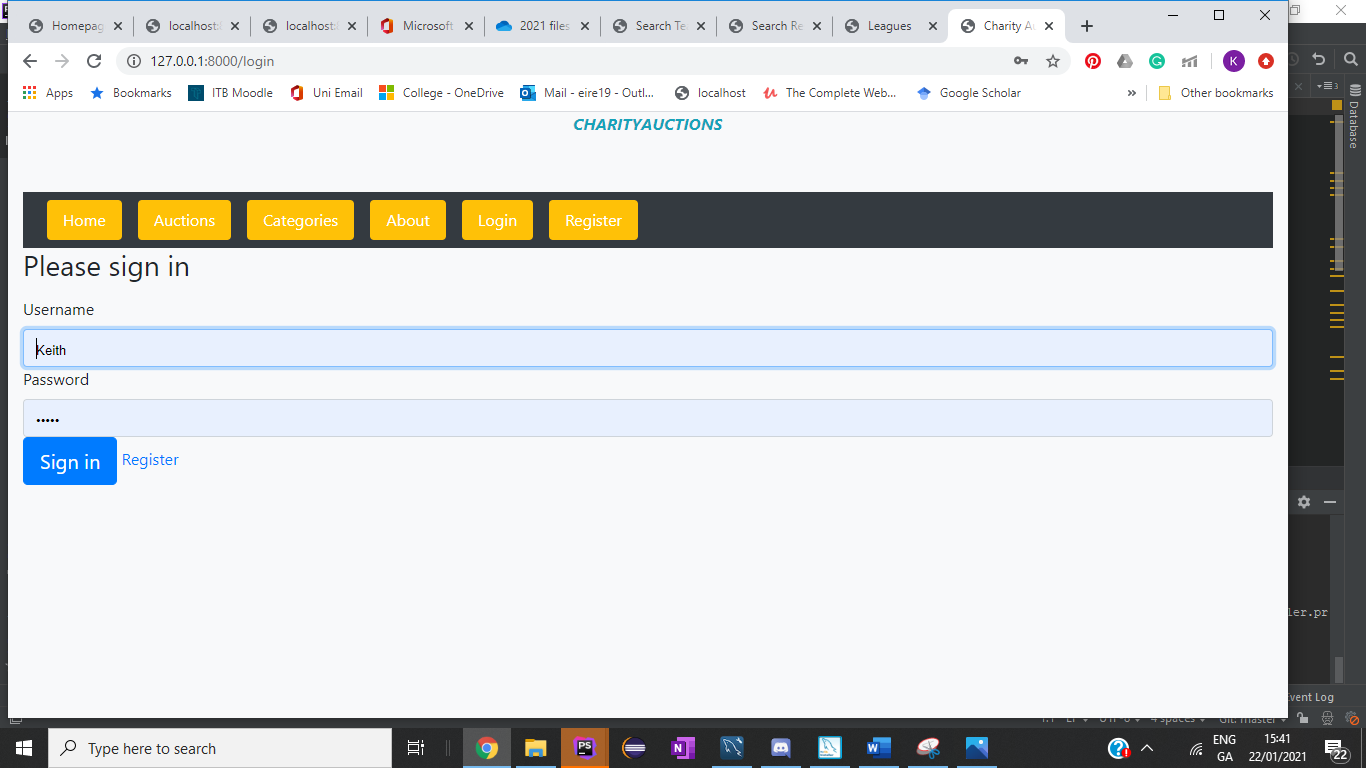 Homepag
localhost:
localhost:
Microsoft
2021 files
Search Te
Search Re
Leagues
Charity A
127.0.0.1:8000/login
K
Apps
Bookmarks
ITB Moodle
Uni Email
College - OneDrive
Mail - eire19 - Outl...
localhost
The Complete Web...
Google Scholar
»
Other bookmarks
CHARITYAUCTIONS
Home
Auctions
Categories
About
Login
Register
Please sign in
Username
Keith
Password
•••••
Sign in
Register
Database
ler.pr
vent Log
Type here to search
PS
ENG
GA
15:41
22/01/2021
22